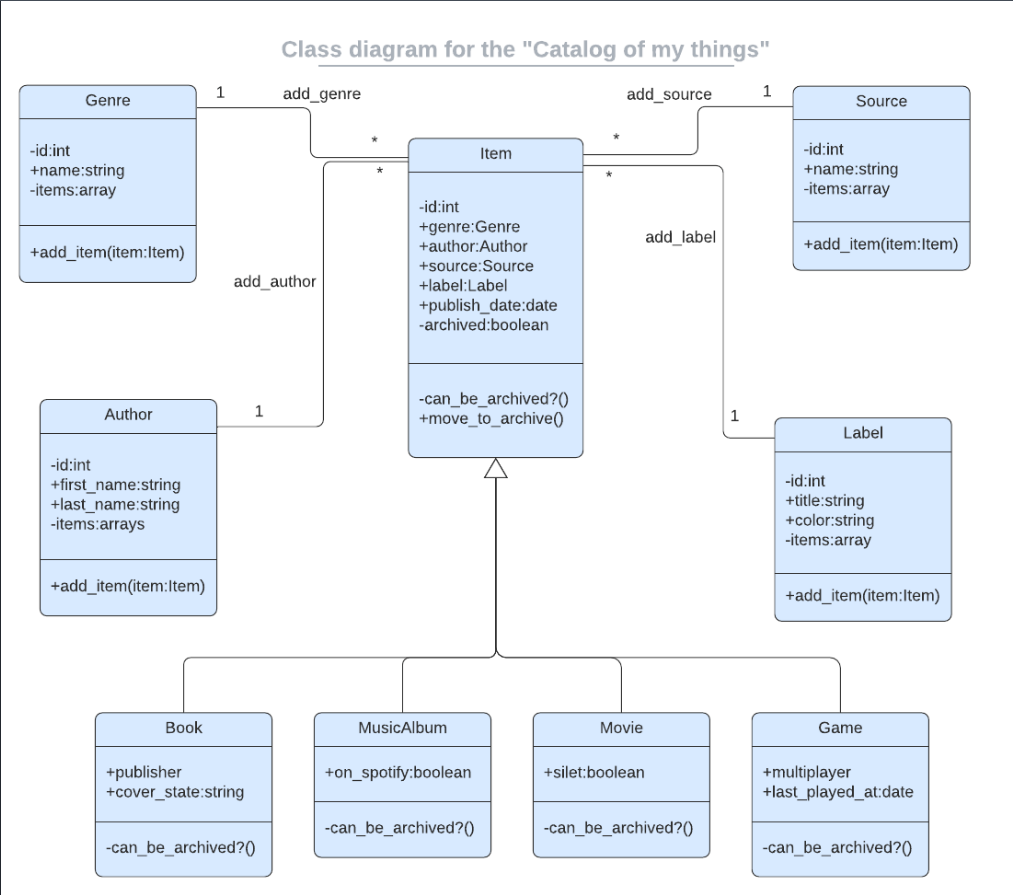 Class diagram for the "Catalog of my things"
Genre
-id:int
+name:string
-items:array
+add_item(item:Item)
1
add_genre
*
Item
-id:int
+genre:Genre
+author:Author
+source:Source
+label:Label
+publish_date:date
-archived:boolean
-can_be_archived?()
+move_to_archive()
add_source
1
*
Source
-id:int
+name:string
-items:array
+add_item(item:Item)
*
add_author
1
Author
-id:int
+first_name:string
+last_name:string
-items:arrays
+add_item(item:Item)
*
add_label
1
Label
-id:int
+title:string
+color:string
-items:array
+add_item(item:Item)
Book
+publisher
+cover_state:string
-can_be_archived?()
MusicAlbum
+on_spotify:boolean
-can_be_archived?()
Movie
+silet:boolean
-can_be_archived?()
Game
+multiplayer
+last_played_at:date
-can_be_archived?()